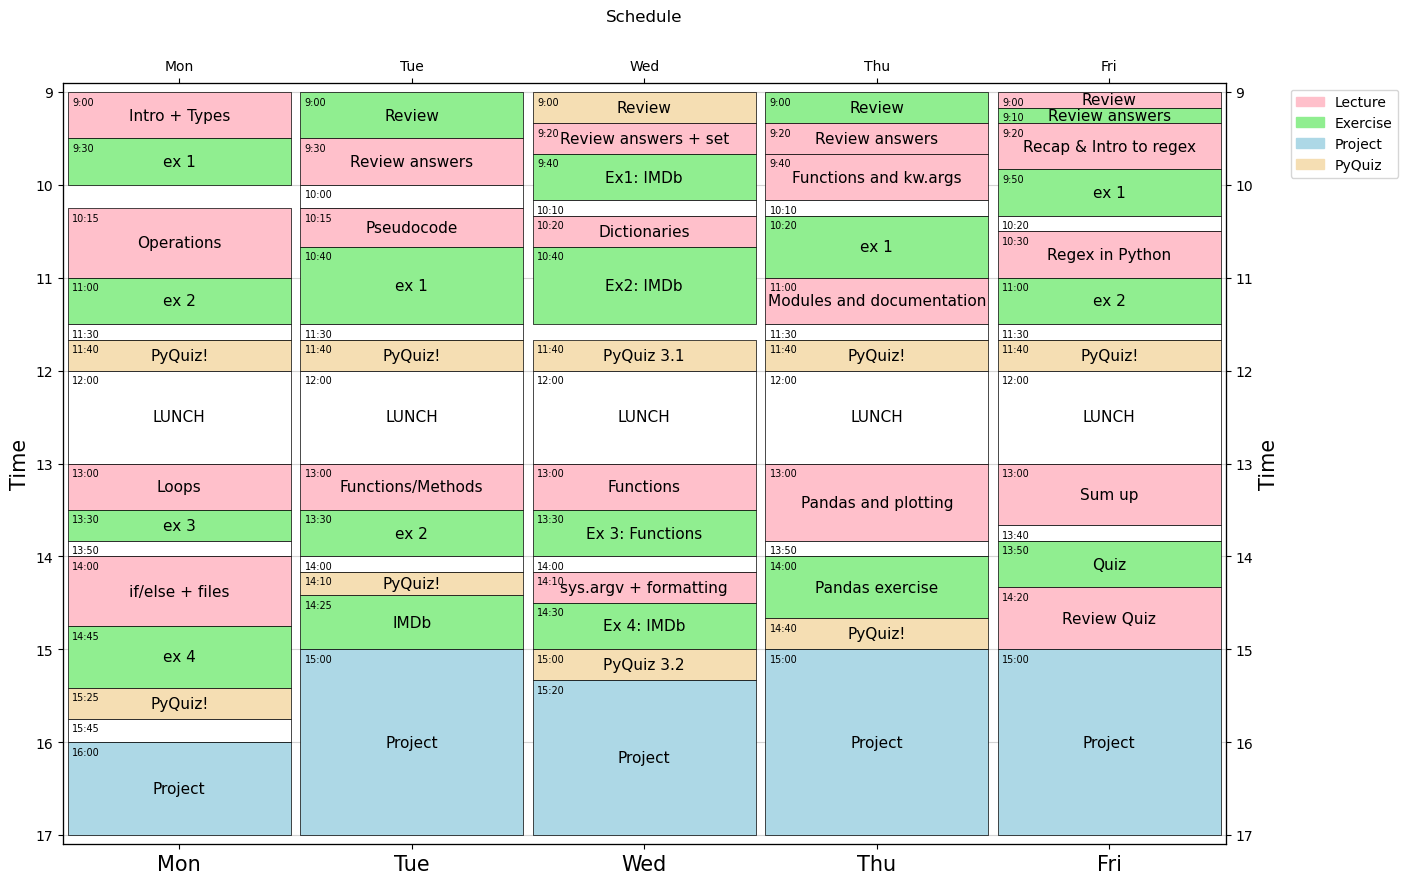 Schedule
Mon
Tue
Wed
Thu
Fri
Time
9
10
11
12
13
14
15
16
17
9:00
Intro + Types
9:30
ex 1
10:15
Operations
11:00
ex 2
11:30
11:40
PyQuiz!
12:00
LUNCH
13:00
Loops
13:30
ex 3
13:50
14:00
if/else + files
14:45
ex 4
15:25
PyQuiz!
15:45
16:00
Project
9:00
Review
9:30
Review answers
10:00
10:15
Pseudocode
10:40
ex 1
11:30
11:40
PyQuiz!
12:00
LUNCH
13:00
Functions/Methods
13:30
ex 2
14:00
14:10
PyQuiz!
14:25
IMDb
15:00
Project
9:00
Review
9:20
Review answers + set
9:40
Ex1: IMDb
10:10
10:20
Dictionaries
10:40
Ex2: IMDb
11:40
PyQuiz 3.1
12:00
LUNCH
13:00
Functions
13:30
Ex 3: Functions
14:00
14:10
sys.argv + formatting
14:30
Ex 4: IMDb
15:00
PyQuiz 3.2
15:20
Project
9:00
Review
9:20
Review answers
9:40
Functions and kw.args
10:10
10:20
ex 1
11:00
Modules and documentation
11:30
11:40
PyQuiz!
12:00
LUNCH
13:00
Pandas and plotting
13:50
14:00
Pandas exercise
14:40
PyQuiz!
15:00
Project
9:00
Review
9:10
Review answers
9:20
Recap & Intro to regex
9:50
ex 1
10:20
10:30
Regex in Python
11:00
ex 2
11:30
11:40
PyQuiz!
12:00
LUNCH
13:00
Sum up
13:40
13:50
Quiz
14:20
Review Quiz
15:00
Project
9
10
11
12
13
14
15
16
17
Time
Lecture
Exercise
Project
PyQuiz
Mon
Tue
Wed
Thu
Fri